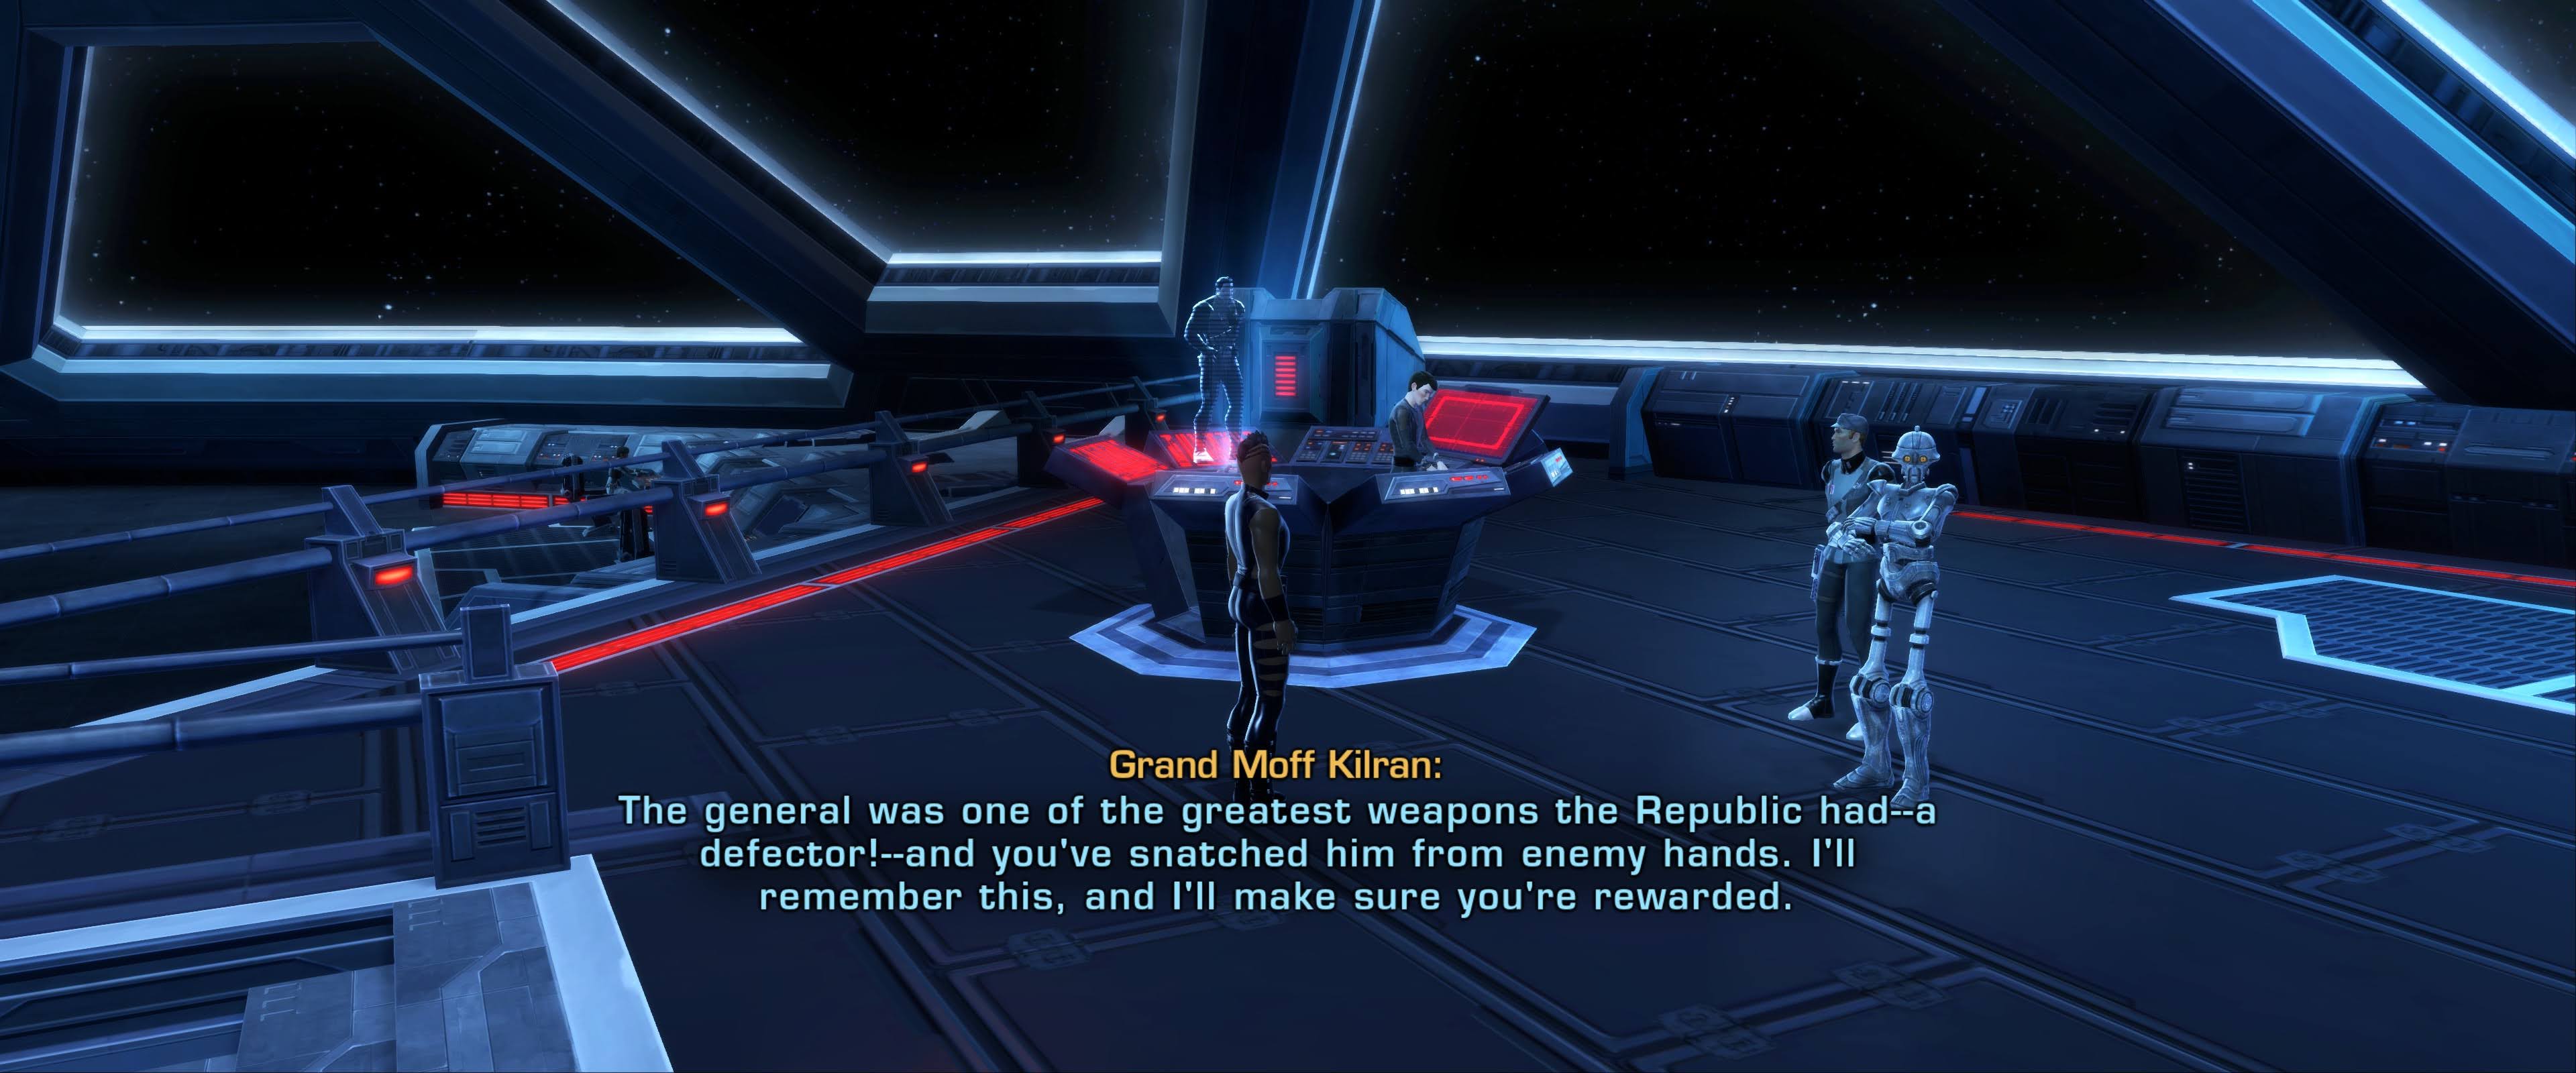 Grand Moff Kilran:
The general was one of the greatest weapons the Republic had--a
defector!--and you've snatched him from enemy hands. I'll
remember this, and I'll make sure you're rewarded.